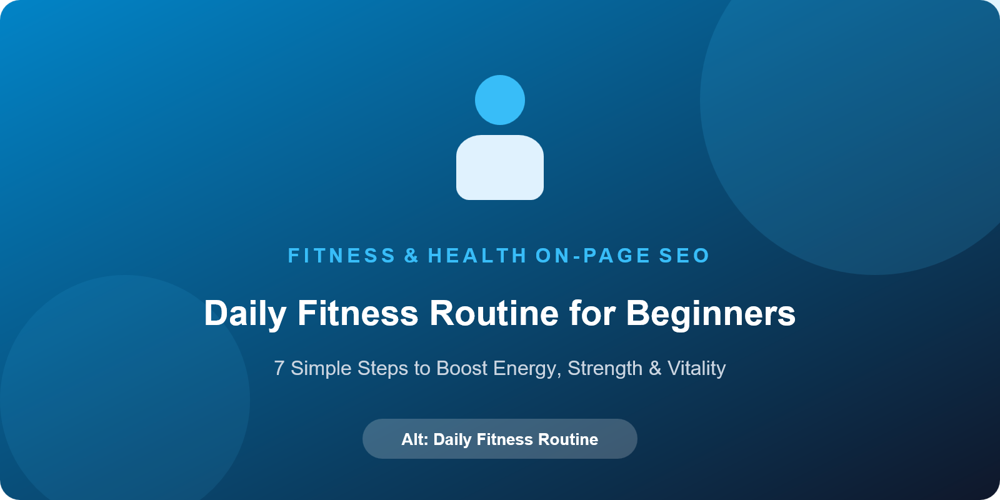 FITNESS & HEALTH ON-PAGE SEO
Daily Fitness Routine for Beginners
7 Simple Steps to Boost Energy, Strength & Vitality
Alt: Daily Fitness Routine